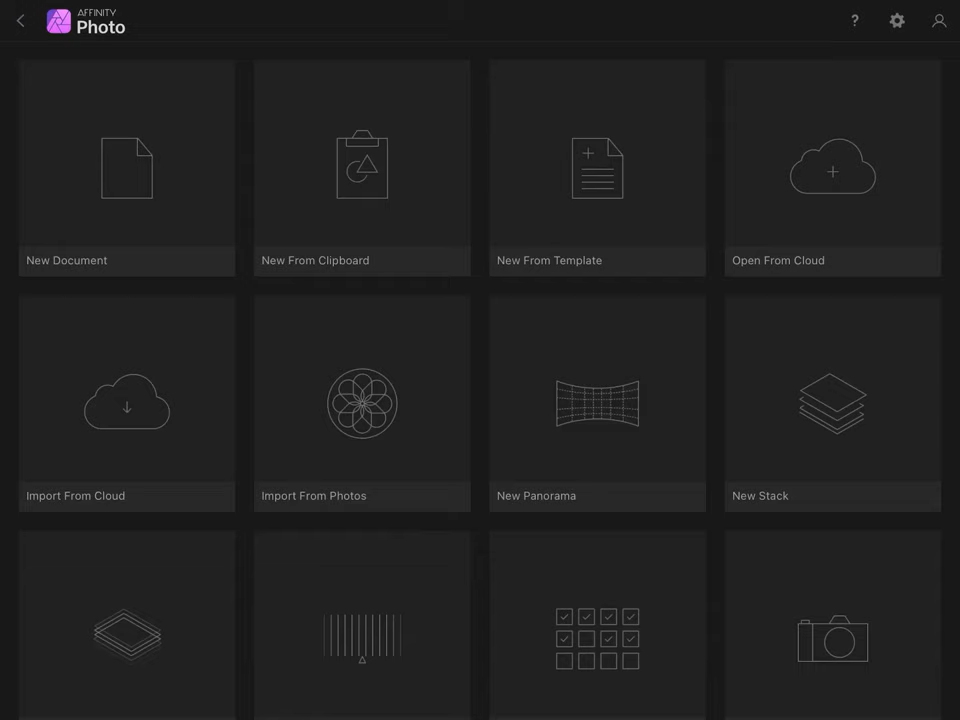 AFFINITY
Photo
?
New Document
New From Clipboard
New From Template
Open From Cloud
Import From Cloud
Import From Photos
New Panorama
New Stack